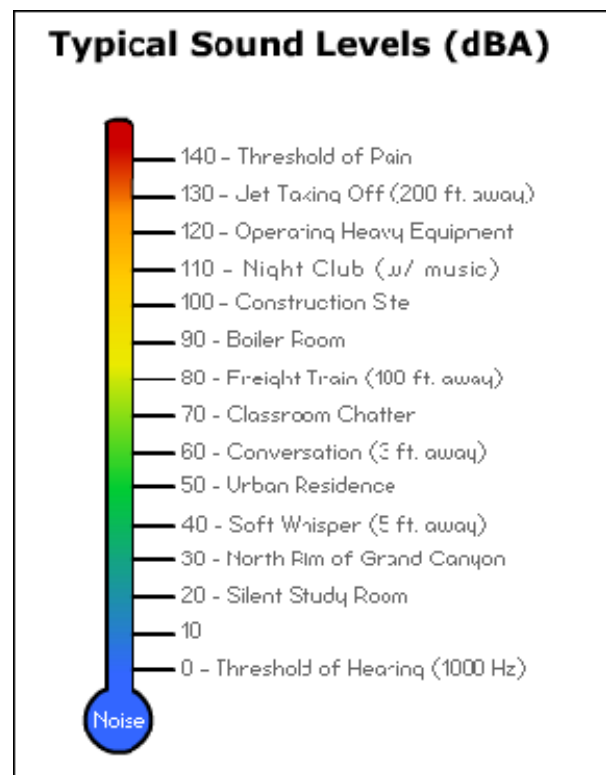 Typical Sound Levels (dBA)
140 - Threshold of Pain
130 - Jet Taking Off (200 ft. away)
120 - Operating Heavy Equipment
110 - Night Club (w/ music)
100 - Construction Site
90 - Boiler Room
80 - Freight Train (100 ft. away)
70 - Classroom Chatter
60 - Conversation (3 ft. away)
50 - Urban Residence
40 - Soft Whisper (5 ft. away)
30 - North Rim of Grand Canyon
20 - Silent Study Room
10
0 - Threshold of Hearing (1000 Hz)
Noise